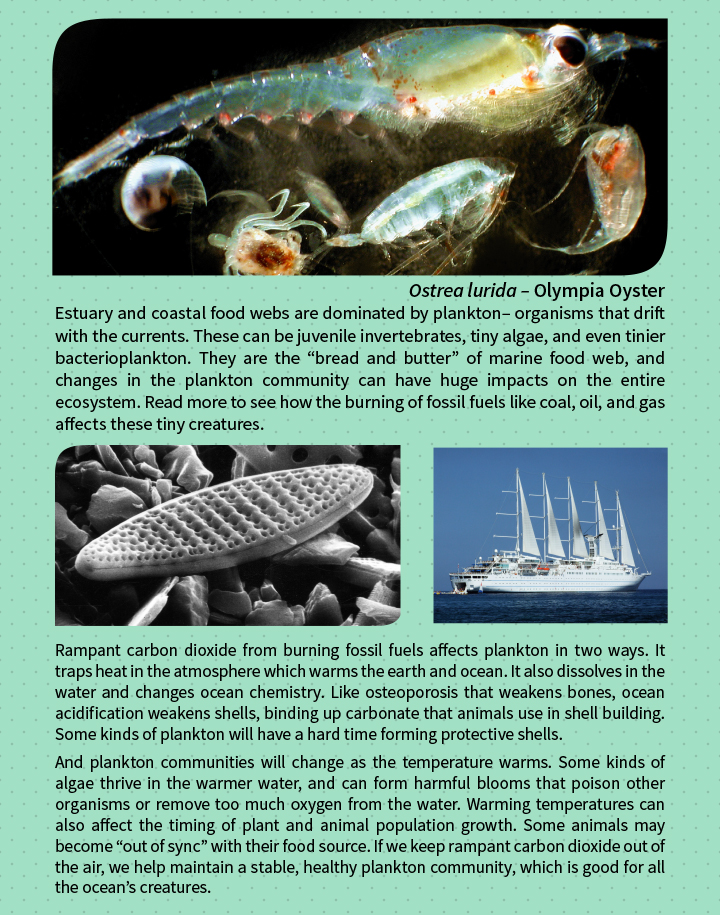 Ostrea lurida – Olympia Oyster
Estuary and coastal food webs are dominated by plankton– organisms that drift
with the currents. These can be juvenile invertebrates, tiny algae, and even tinier
bacterioplankton. They are the “bread and butter” of marine food web, and
changes in the plankton community can have huge impacts on the entire
ecosystem. Read more to see how the burning of fossil fuels like coal, oil, and gas
affects these tiny creatures.
Rampant carbon dioxide from burning fossil fuels affects plankton in two ways. It
traps heat in the atmosphere which warms the earth and ocean. It also dissolves in the
water and changes ocean chemistry. Like osteoporosis that weakens bones, ocean
acidification weakens shells, binding up carbonate that animals use in shell building.
Some kinds of plankton will have a hard time forming protective shells.
And plankton communities will change as the temperature warms. Some kinds of
algae thrive in the warmer water, and can form harmful blooms that poison other
organisms or remove too much oxygen from the water. Warming temperatures can
also affect the timing of plant and animal population growth. Some animals may
become “out of sync” with their food source. If we keep rampant carbon dioxide out of
the air, we help maintain a stable, healthy plankton community, which is good for all
the ocean’s creatures.